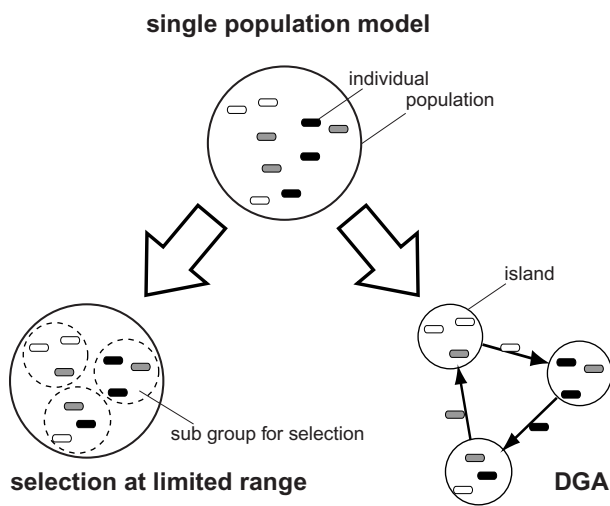 single population model
individual
population
island
sub group for selection
selection at limited range
DGA